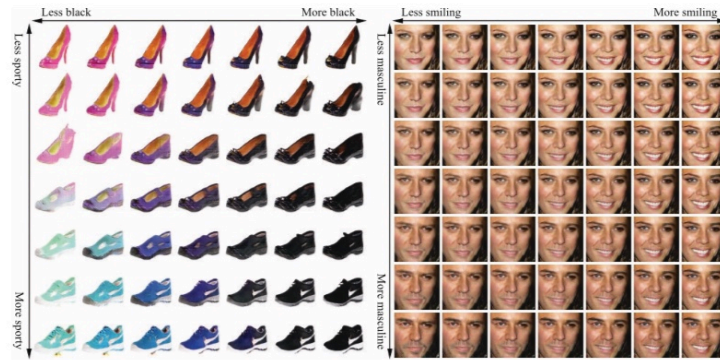 Less black
More black
Less smiling
More smiling
Less sporty
More sporty
Less masculine
More masculine